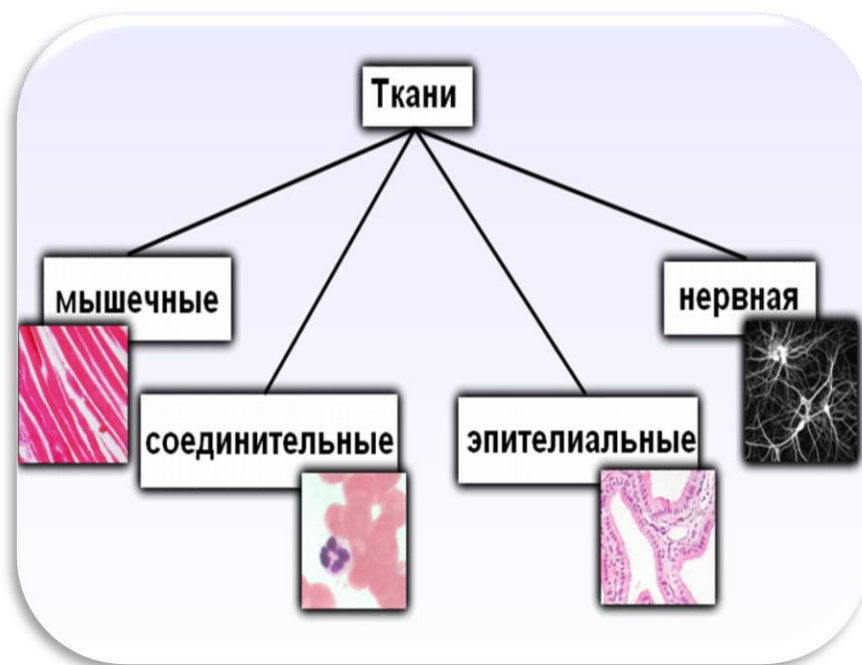 Ткани
мышечные
нервная
соединительные
эпителиальные